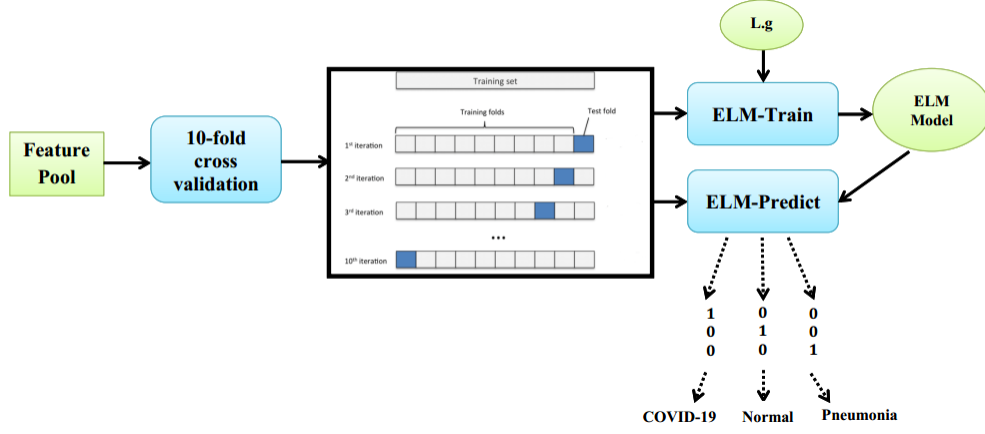 L.g
Training set
ELM-Train
ELM
Model
Training folds
Test fold
1st iteration
10-fold
cross
validation
Feature
Pool
2nd iteration
ELM-Predict
3rd iteration
...
10th iteration
1 0 0
0 1 0
0 0 1
COVID-19 Normal Pneumonia